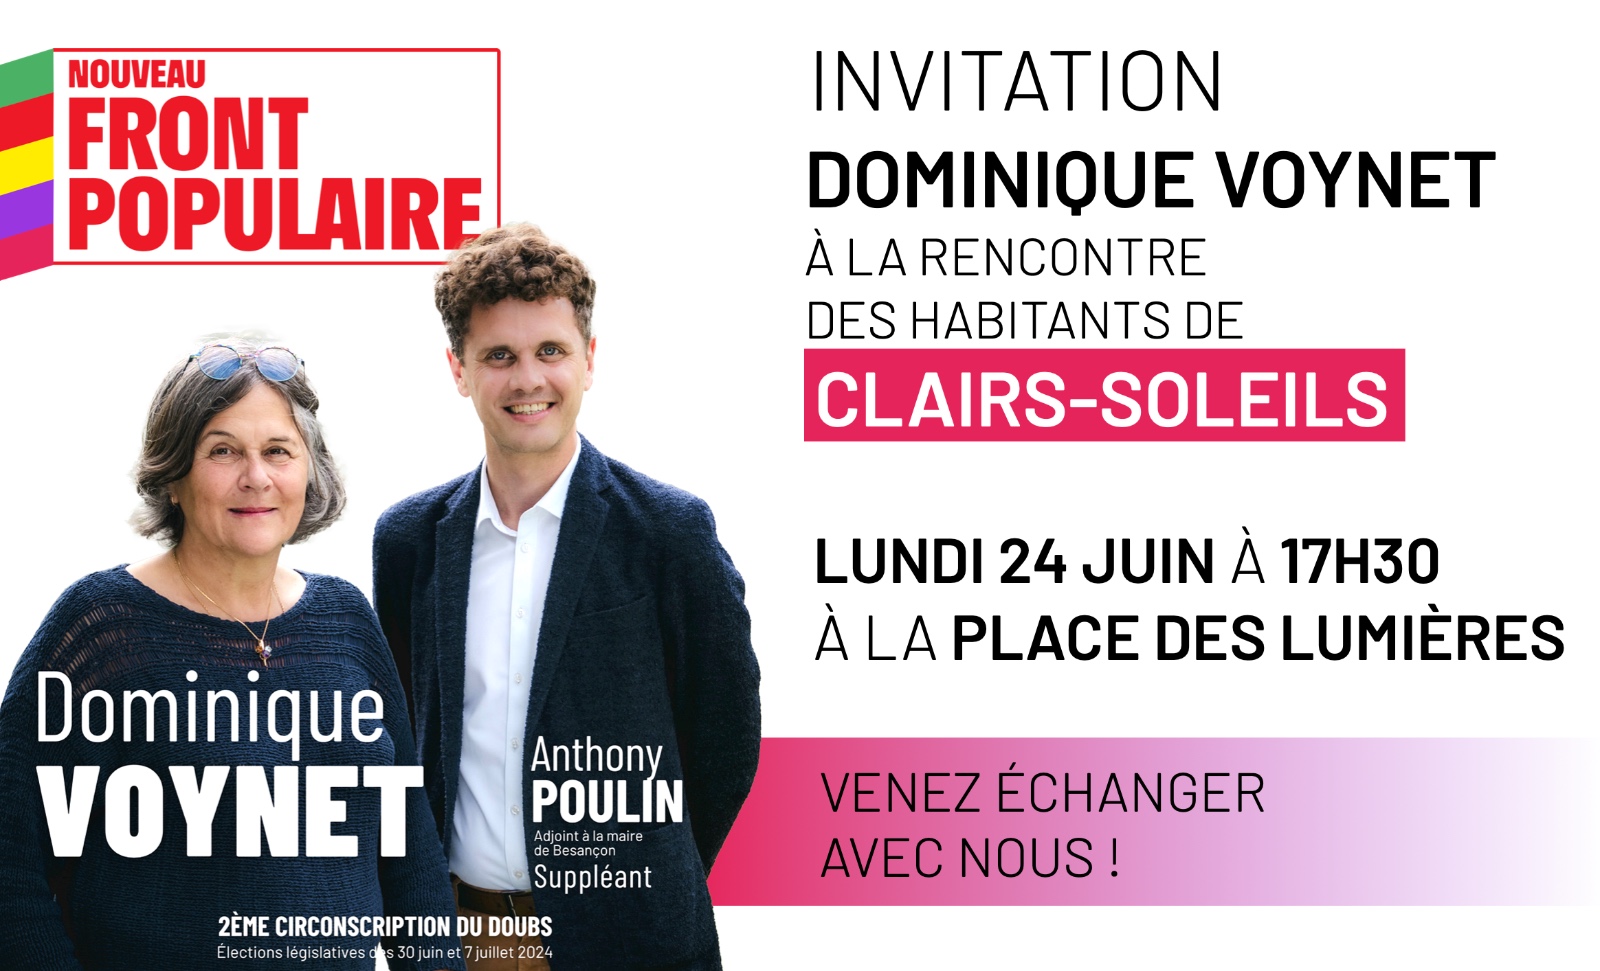 NOUVEAU
FRONT
POPULAIRE
INVITATION
DOMINIQUE VOYNET
À LA RENCONTRE
DES HABITANTS DE
CLAIRS-SOLEILS
LUNDI 24 JUIN À 17H30
À LA PLACE DES LUMIÈRES
VENEZ ÉCHANGER
AVEC NOUS !
Dominique
VOYNET
Anthony
POULIN
Adjoint à la maire
de Besançon
Suppléant
2ÈME CIRCONSCRIPTION DU DOUBS
Élections législatives des 30 juin et 7 juillet 2024